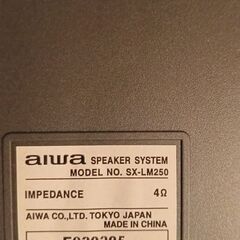 aiwa SPEAKER SYSTEM
MODEL NO. SX-LM250
IMPEDANCE 4Ω
AIWA CO.,LTD. TOKYO JAPAN
MADE IN CHINA